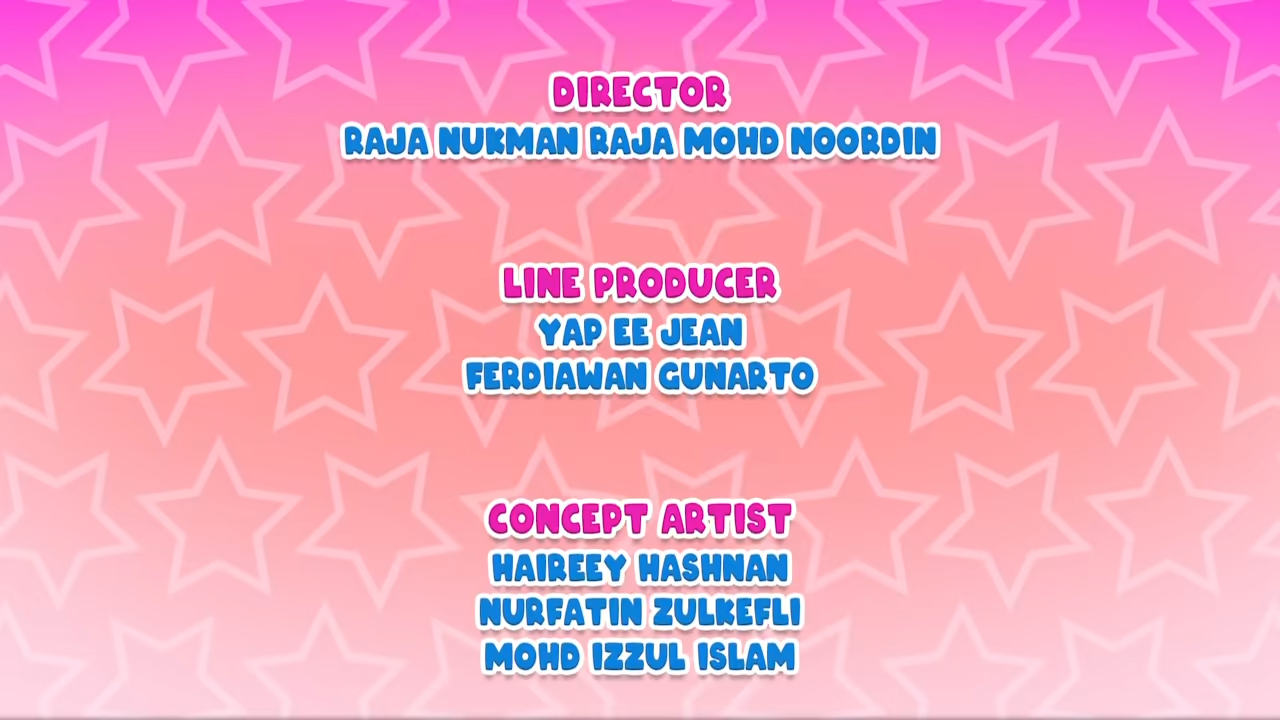 DIRECTOR
RAJA NUKMAN RAJA MOHD NOORDIN
LINE PRODUCER
YAP EE JEAN
FERDIAWAN GUNARTO
CONCEPT ARTIST
HAIREEY HASHNAN
NURFATIN ZULKEFLI
MOHD IZZUL ISLAM